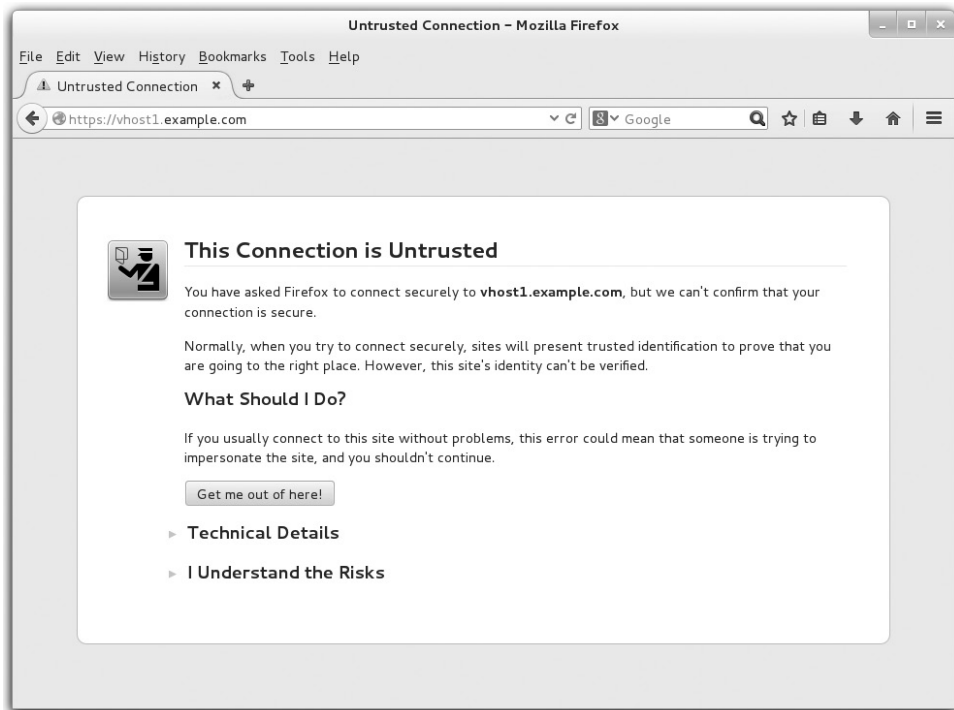 Untrusted Connection – Mozilla Firefox
File Edit View History Bookmarks Tools Help
Untrusted Connection
https://vhost1.example.com
8 Google
This Connection is Untrusted
You have asked Firefox to connect securely to vhost1.example.com, but we can't confirm that your
connection is secure.
Normally, when you try to connect securely, sites will present trusted identification to prove that you
are going to the right place. However, this site's identity can't be verified.
What Should I Do?
If you usually connect to this site without problems, this error could mean that someone is trying to
impersonate the site, and you shouldn't continue.
Get me out of here!
Technical Details
I Understand the Risks